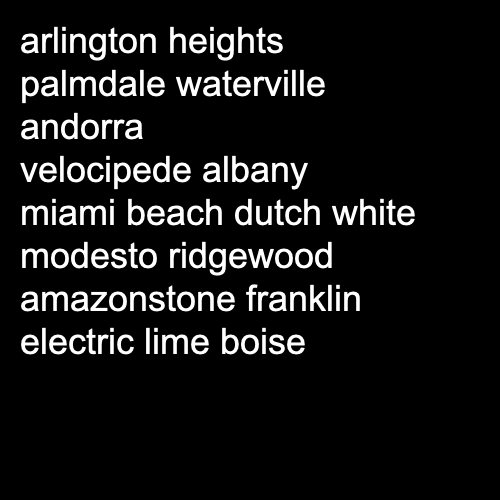 arlington heights
palmdale waterville
andorra
velocipede albany
miami beach dutch white
modesto ridgewood
amazonstone franklin
electric lime boise